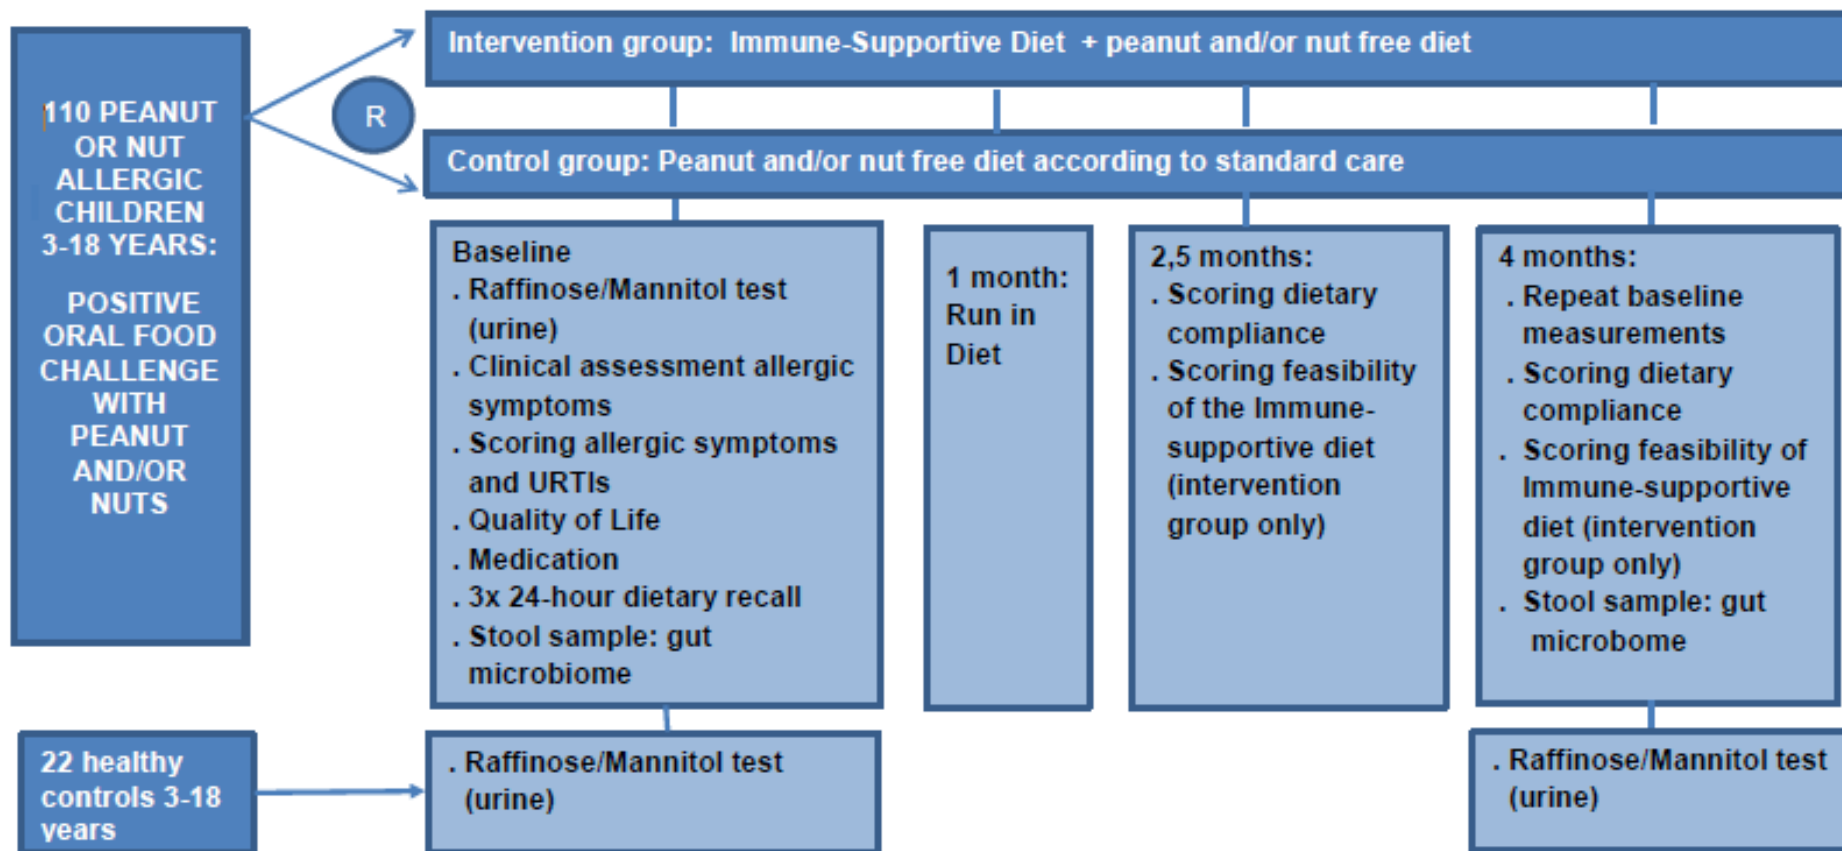 110 PEANUT
OR NUT
ALLERGIC
CHILDREN
3-18 YEARS:
POSITIVE
ORAL FOOD
CHALLENGE
WITH
PEANUT
AND/OR
NUTS
R
Intervention group: Immune-Supportive Diet + peanut and/or nut free diet
Control group: Peanut and/or nut free diet according to standard care
Baseline
. Raffinose/Mannitol test
(urine)
. Clinical assessment allergic
symptoms
. Scoring allergic symptoms
and URTIs
. Quality of Life
. Medication
. 3x 24-hour dietary recall
. Stool sample: gut
microbiome
1 month:
Run in
Diet
2,5 months:
. Scoring dietary
compliance
. Scoring feasibility
of the Immune-
supportive diet
(intervention
group only)
4 months:
. Repeat baseline
measurements
. Scoring dietary
compliance
. Scoring feasibility of
Immune-supportive
diet (intervention
group only)
. Stool sample: gut
microbome
22 healthy
controls 3-18
years
. Raffinose/Mannitol test
(urine)
. Raffinose/Mannitol test
(urine)